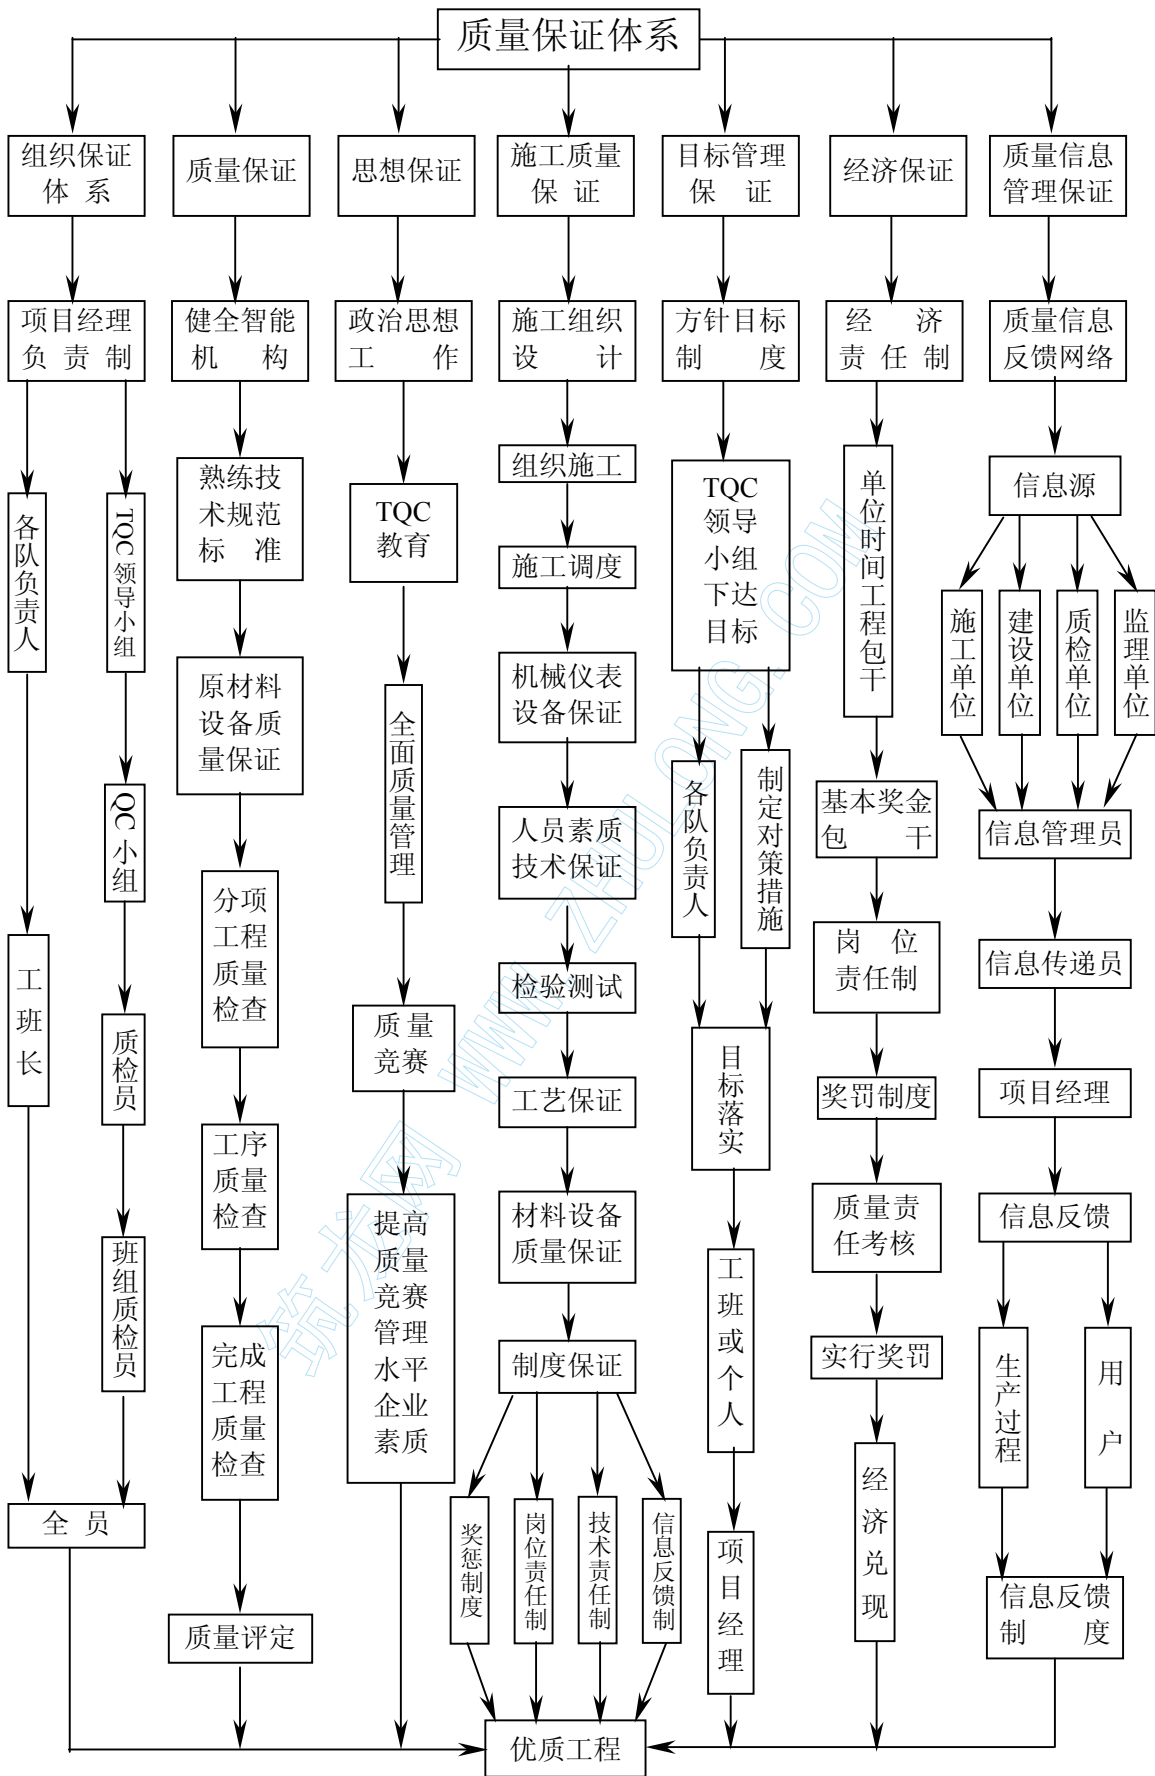 质量保证体系
组织保证
体系
质量保证
思想保证
施工质量
保证
目标管理
保证
经济保证
质量信息
管理保证
项目经理
负责制
健全智能
机构
政治思想
工作
施工组织
设计
方针目标
制度
经济
责任制
质量信息
反馈网络
各队负责人
TQC领导小组
QC小组
工班长
质检员
班组质检员
全员
熟练技
术规范
标准
原材料
设备质
量保证
分项
工程
质量
检查
工序
质量
检查
完成
工程
质量
检查
质量评定
TQC
教育
全面质量管理
质量
竞赛
提高
质量
竞赛
管理
水平
企业
素质
组织施工
施工调度
机械仪表
设备保证
人员素质
技术保证
检验测试
工艺保证
材料设备
质量保证
制度保证
奖惩制度
岗位责任制
技术责任制
信息反馈制
TQC
领导
小组
下达
目标
各队负责人
制定对策措施
目标落实
工班或个人
项目经理
单位时间工程包干
基本奖金
包干
岗位
责任制
奖罚制度
质量责
任考核
实行奖罚
经济兑现
信息源
施工单位
建设单位
质检单位
监理单位
信息管理员
信息传递员
项目经理
信息反馈
生产过程
用户
信息反馈
制度
优质工程
筑龙网 WWW.ZHULONG.COM